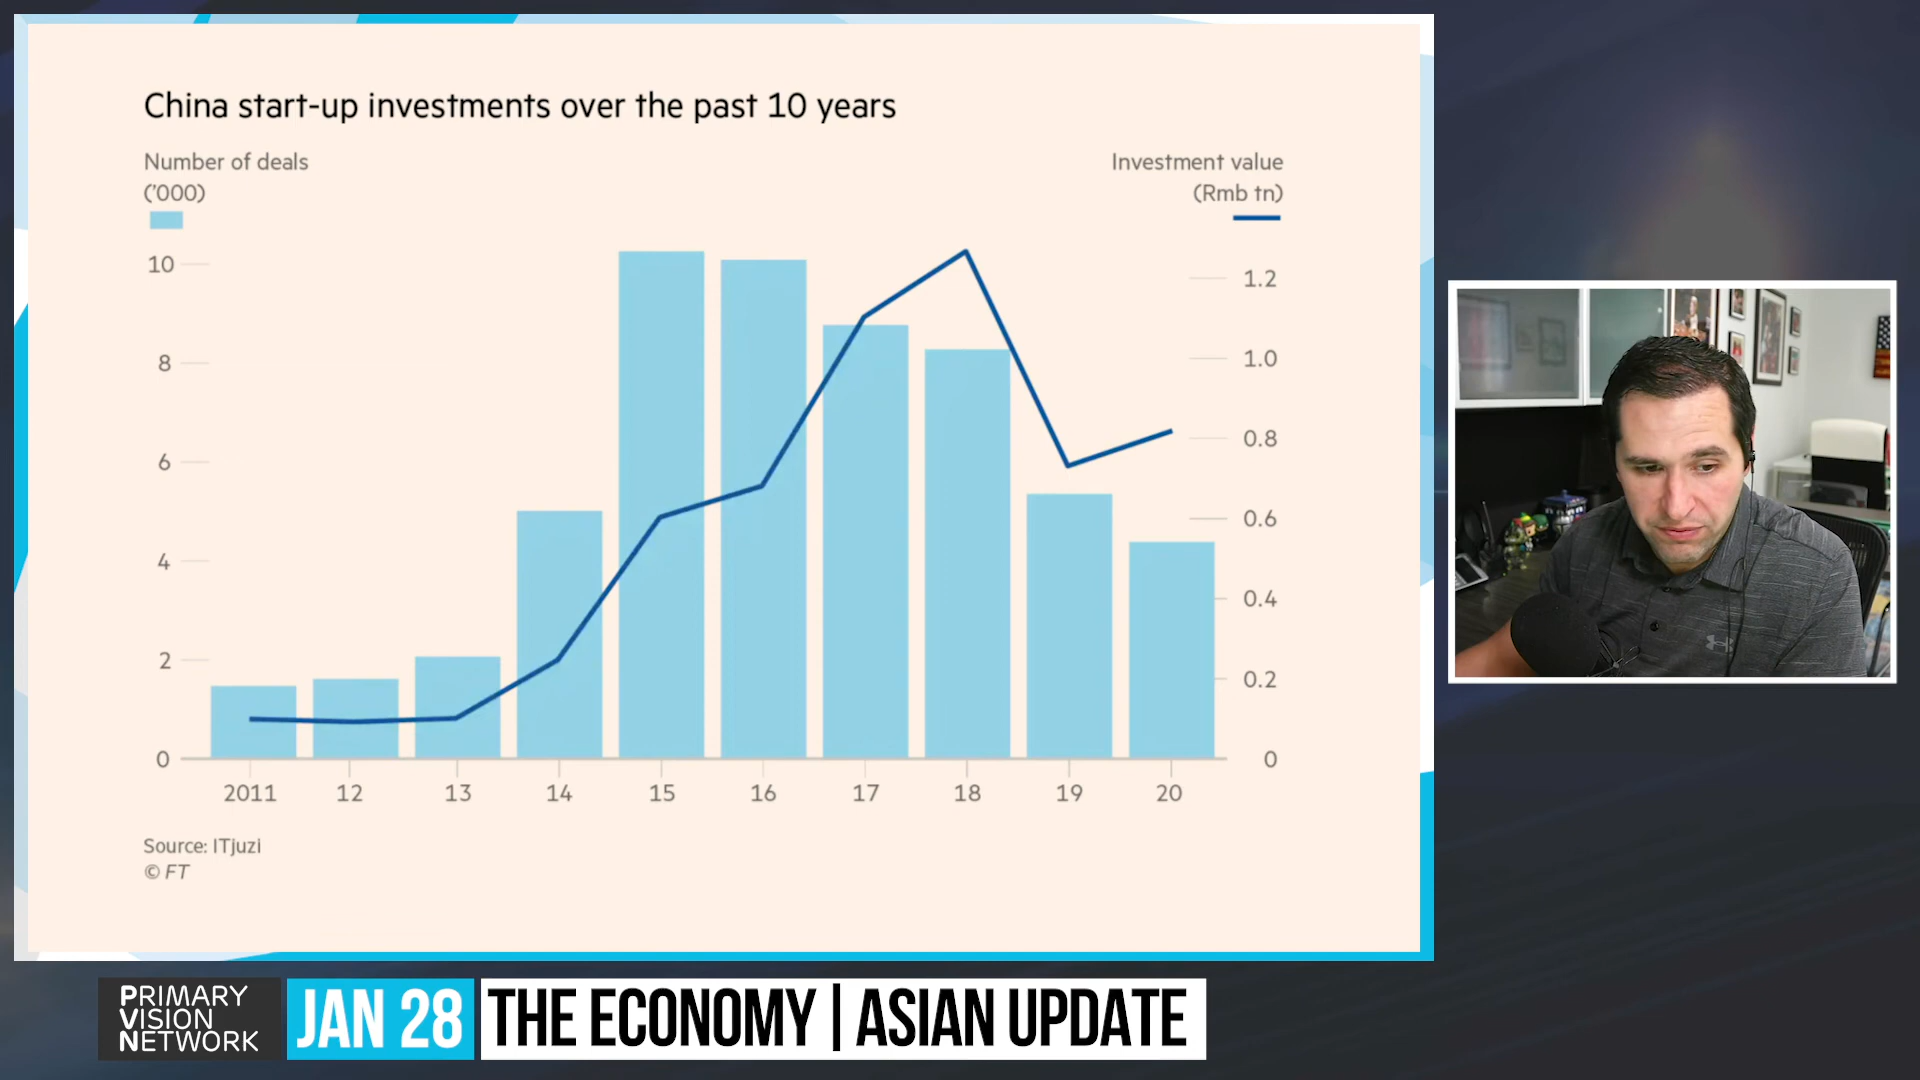 China start-up investments over the past 10 years
Number of deals
('000)
Investment value
(Rmb tn)
10
8
6
4
2
0
1.2
1.0
0.8
0.6
0.4
0.2
0
2011 12 13 14 15 16 17 18 19 20
Source: ITjuzi
© FT
PRIMARY
VISION
NETWORK
JAN 28
THE ECONOMY | ASIAN UPDATE